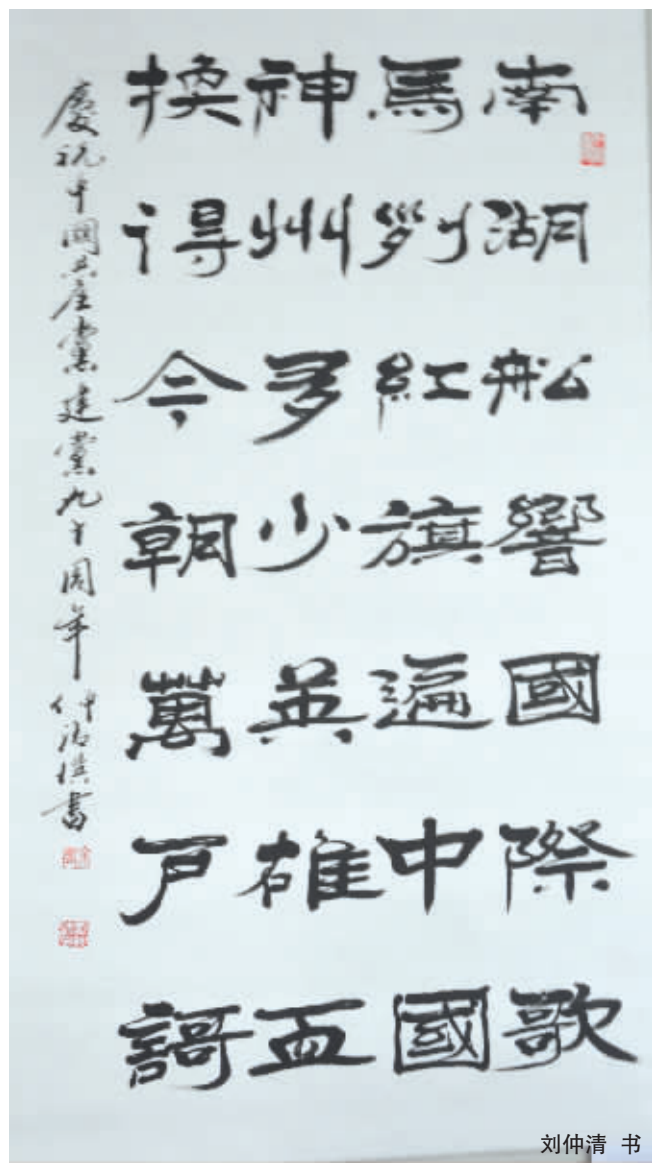 南湖舩響國際歌
馬列紅旗遍中國
神州多少英雄血
換得今朝萬戶謌
慶祝中國共產黨建黨九十周年 仲清撰書
刘仲清 书